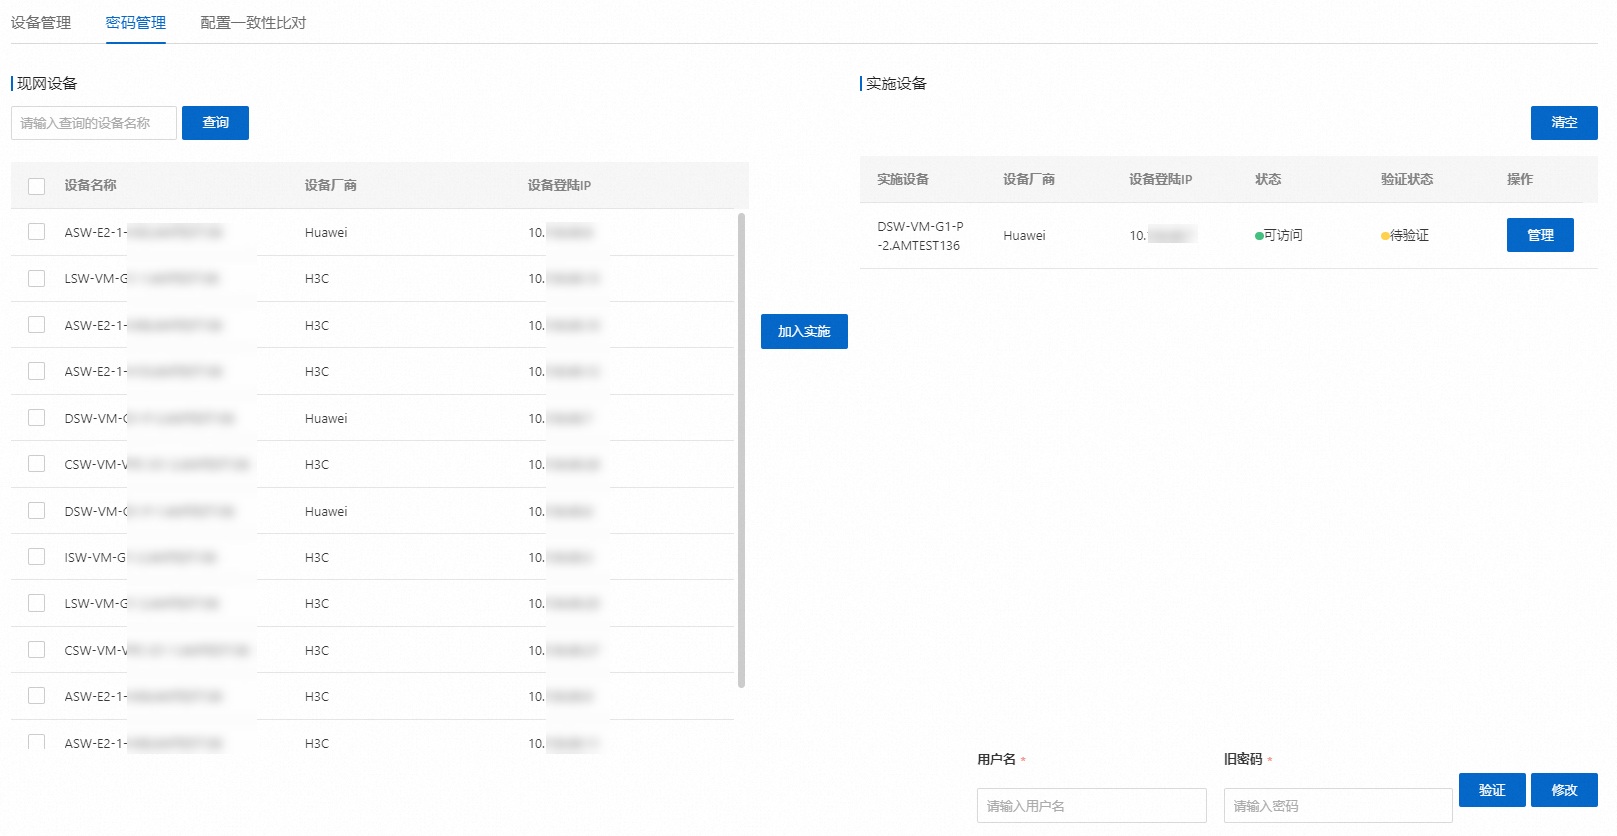 设备管理 密码管理 配置一致性比对
现网设备
请输入查询的设备名称 查询
设备名称 设备厂商 设备登陆IP
ASW-E2-1- Huawei 10.
LSW-VM-G H3C 10.
ASW-E2-1- H3C 10.
ASW-E2-1- H3C 10.
DSW-VM-G Huawei 10.
CSW-VM-V H3C 10.
DSW-VM-G Huawei 10.
ISW-VM-G H3C 10.
LSW-VM-G H3C 10.
CSW-VM-V H3C 10.
ASW-E2-1- H3C 10.
ASW-E2-1- H3C 10.
加入实施
实施设备
清空
实施设备 设备厂商 设备登陆IP 状态 验证状态 操作
DSW-VM-G1-P
-2.AMTEST136
Huawei 10. 可访问 待验证 管理
用户名 * 旧密码 *
请输入用户名 请输入密码 验证 修改